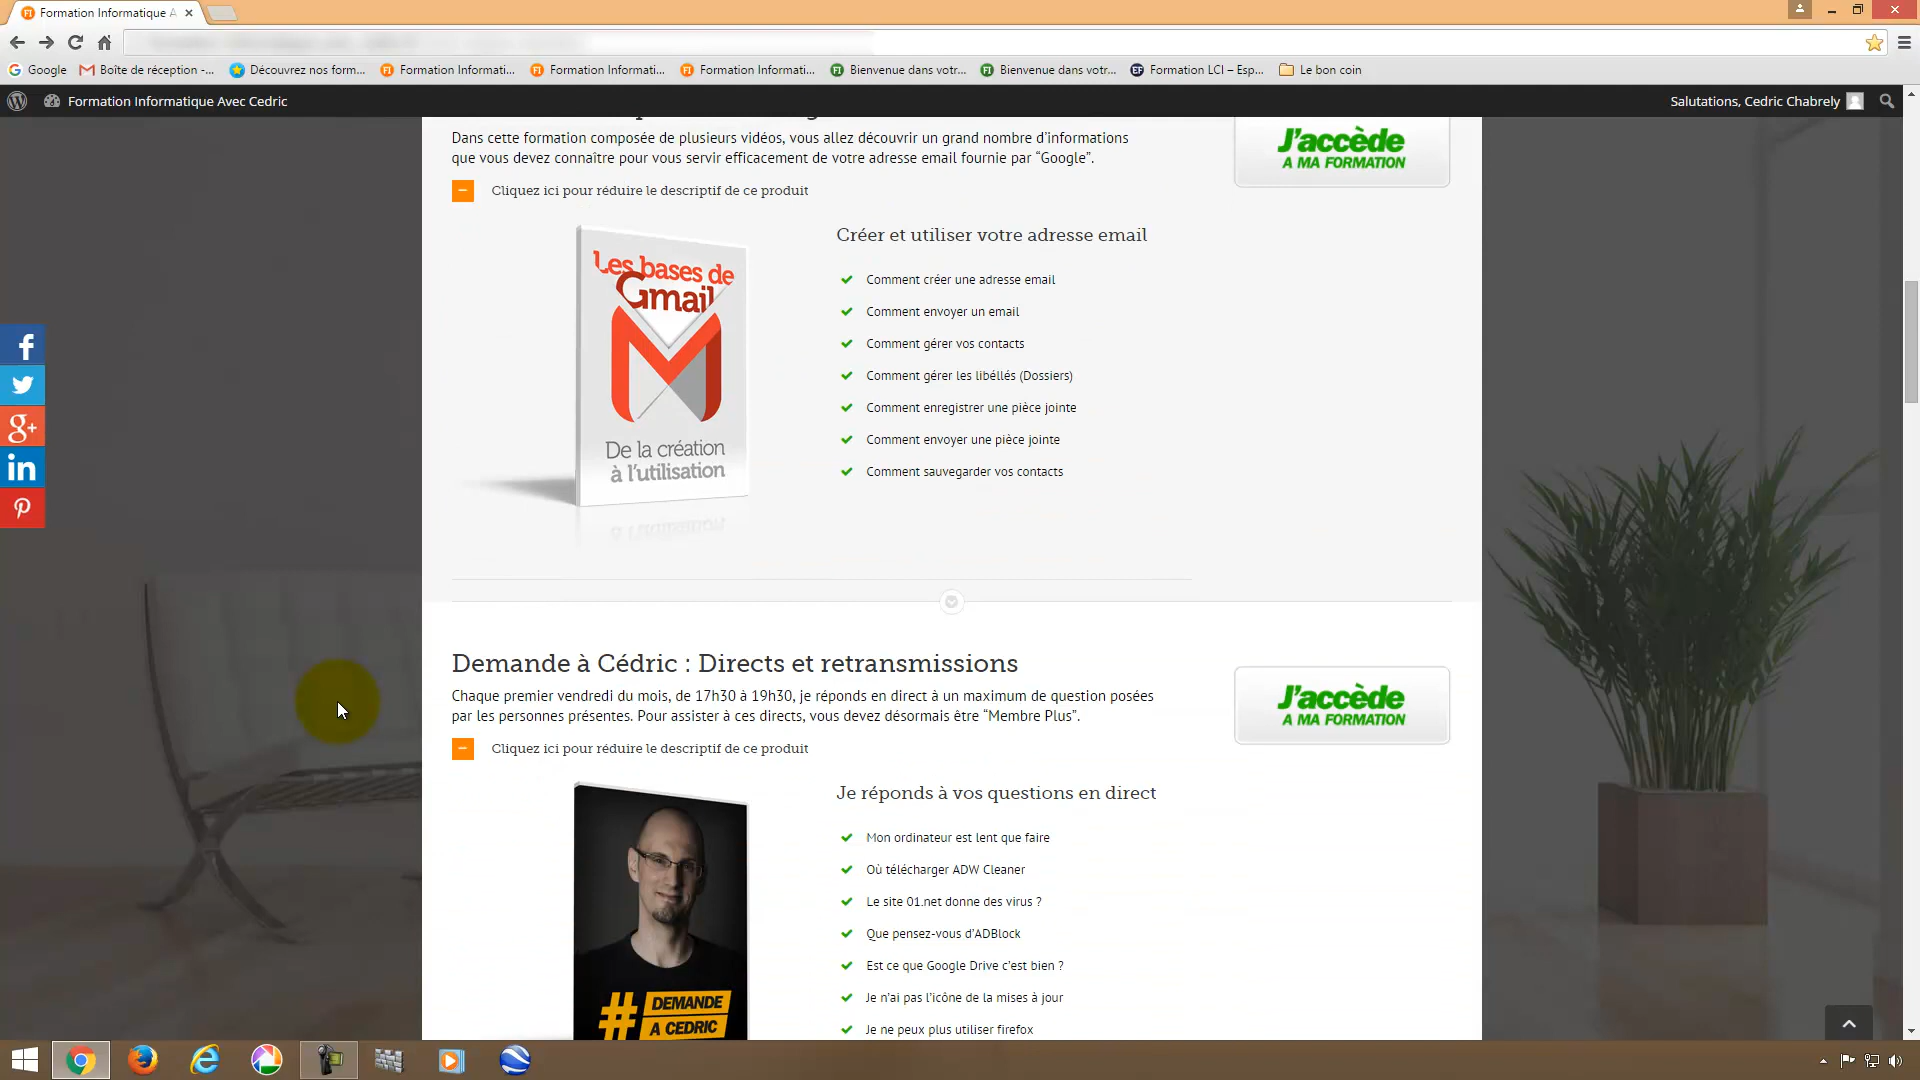 Formation Informatique A
Google
Boîte de réception -...
Découvrez nos form...
Formation Informati...
Formation Informati...
Formation Informati...
Bienvenue dans votr...
Bienvenue dans votr...
Formation LCI – Esp...
Le bon coin
Formation Informatique Avec Cedric
Salutations, Cedric Chabrely
Dans cette formation composée de plusieurs vidéos, vous allez découvrir un grand nombre d'informations
que vous devez connaître pour vous servir efficacement de votre adresse email fournie par “Google”.
J'accède
A MA FORMATION
Cliquez ici pour réduire le descriptif de ce produit
Les bases de
Gmail
De la création
à l'utilisation
Créer et utiliser votre adresse email
Comment créer une adresse email
Comment envoyer un email
Comment gérer vos contacts
Comment gérer les libéllés (Dossiers)
Comment enregistrer une pièce jointe
Comment envoyer une pièce jointe
Comment sauvegarder vos contacts
Demande à Cédric : Directs et retransmissions
Chaque premier vendredi du mois, de 17h30 à 19h30, je réponds en direct à un maximum de question posées
par les personnes présentes. Pour assister à ces directs, vous devez désormais être “Membre Plus”.
J'accède
A MA FORMATION
Cliquez ici pour réduire le descriptif de ce produit
# DEMANDE
A CEDRIC
Je réponds à vos questions en direct
Mon ordinateur est lent que faire
Où télécharger ADW Cleaner
Le site 01.net donne des virus ?
Que pensez-vous d'ADBlock
Est ce que Google Drive c'est bien ?
Je n'ai pas l'icône de la mises à jour
Je ne peux plus utiliser firefox